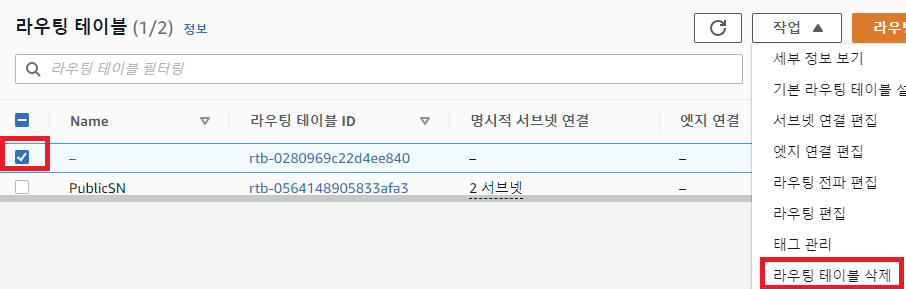 라우팅 테이블 (1/2) 정보
작업
라우팅 테이블 필터링
Name 라우팅 테이블 ID 명시적 서브넷 연결 엣지 연결
– rtb-0280969c22d4ee840 – –
PublicSN rtb-0564148905833afa3 2 서브넷 –
세부 정보 보기
기본 라우팅 테이블
서브넷 연결 편집
엣지 연결 편집
라우팅 전파 편집
라우팅 편집
태그 관리
라우팅 테이블 삭제